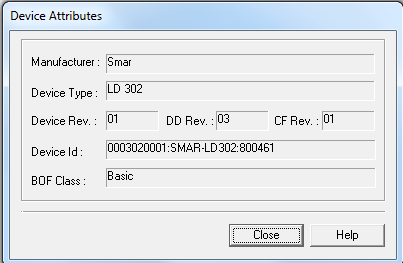 Device Attributes
Manufacturer : Smar
Device Type : LD 302
Device Rev. : 01 DD Rev. : 03 CF Rev. : 01
Device Id : 0003020001:SMAR-LD302:800461
BOF Class : Basic
Close Help